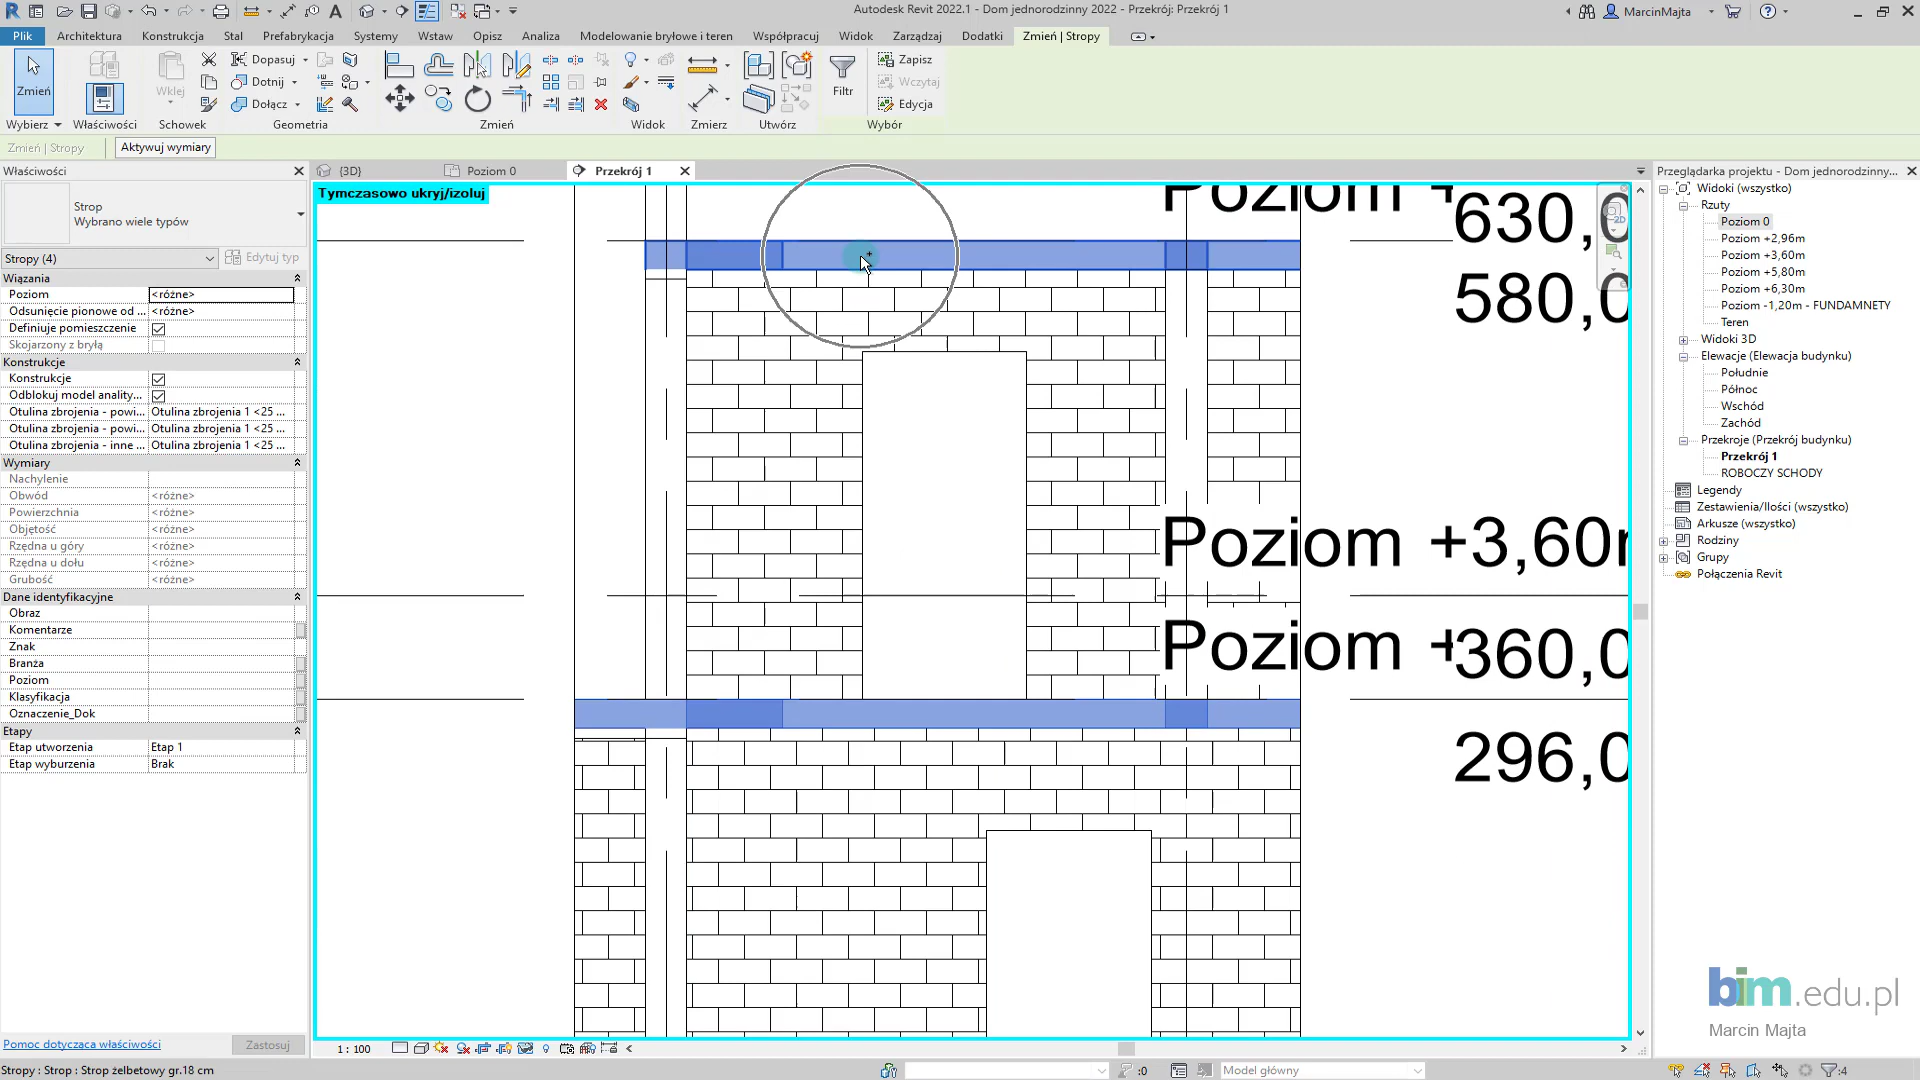 Autodesk Revit 2022.1 - Dom jednorodzinny 2022 - Przekrój: Przekrój 1
MarcinMajta
Plik Architektura Konstrukcja Stal Prefabrykacja Systemy Wstaw Opisz Analiza Modelowanie bryłowe i teren Współpracuj Widok Zarządzaj Dodatki Zmień | Stropy
Zmień
Wklej
Dopasuj
Dotnij
Dołącz
Filtr
Zapisz
Wczytaj
Edycja
Wybierz Właściwości Schowek Geometria Zmień Widok Zmierz Utwórz Wybór
Zmień | Stropy Aktywuj wymiary
Właściwości
Strop
Wybrano wiele typów
Stropy (4) Edytuj typ
Wiązania
Poziom <różne>
Odsunięcie pionowe od ... <różne>
Definiuje pomieszczenie
Skojarzony z bryłą
Konstrukcje
Konstrukcje
Odblokuj model anality...
Otulina zbrojenia - powi... Otulina zbrojenia 1 <25 ...
Otulina zbrojenia - powi... Otulina zbrojenia 1 <25 ...
Otulina zbrojenia - inne ... Otulina zbrojenia 1 <25 ...
Wymiary
Nachylenie
Obwód <różne>
Powierzchnia <różne>
Objętość <różne>
Rzędna u góry <różne>
Rzędna u dołu <różne>
Grubość <różne>
Dane identyfikacyjne
Obraz
Komentarze
Znak
Branża
Poziom
Klasyfikacja
Oznaczenie_Dok
Etapy
Etap utworzenia Etap 1
Etap wyburzenia Brak
Pomoc dotycząca właściwości Zastosuj
{3D} Poziom 0 Przekrój 1
Tymczasowo ukryj/izoluj
Poziom +
630,0
580,0
Poziom +3,60m
Poziom +
360,0
296,0
2D
1 : 100
Przeglądarka projektu - Dom jednorodzinny...
Widoki (wszystko)
Rzuty
Poziom 0
Poziom +2,96m
Poziom +3,60m
Poziom +5,80m
Poziom +6,30m
Poziom -1,20m - FUNDAMNETY
Teren
Widoki 3D
Elewacje (Elewacja budynku)
Południe
Północ
Wschód
Zachód
Przekroje (Przekrój budynku)
Przekrój 1
ROBOCZY SCHODY
Legendy
Zestawienia/Ilości (wszystko)
Arkusze (wszystko)
Rodziny
Grupy
Połączenia Revit
bim.edu.pl
Marcin Majta
Stropy : Strop : Strop żelbetowy gr.18 cm
:0
Model główny
:4